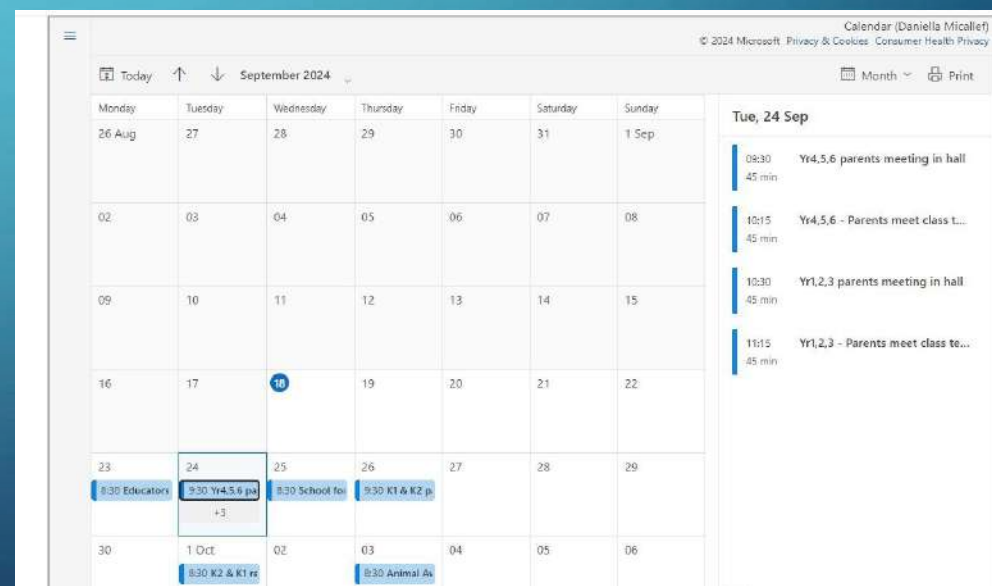 Calendar (Daniella Micallef)
© 2024 Microsoft Privacy & Cookies Consumer Health Privacy
Today September 2024
Month Print
Monday Tuesday Wednesday Thursday Friday Saturday Sunday
26 Aug 27 28 29 30 31 1 Sep
02 03 04 05 06 07 08
09 10 11 12 13 14 15
16 17 18 19 20 21 22
23 24 25 26 27 28 29
8:30 Educators 9:30 Yr4,5,6 pa 8:30 School for 9:30 K1 & K2 p
+3
30 1 Oct 02 03 04 05 06
8:30 K2 & K1 ra 8:30 Animal Aw
Tue, 24 Sep
09:30 Yr4,5,6 parents meeting in hall
45 min
10:15 Yr4,5,6 - Parents meet class t...
45 min
10:30 Yr1,2,3 parents meeting in hall
45 min
11:15 Yr1,2,3 - Parents meet class te...
45 min